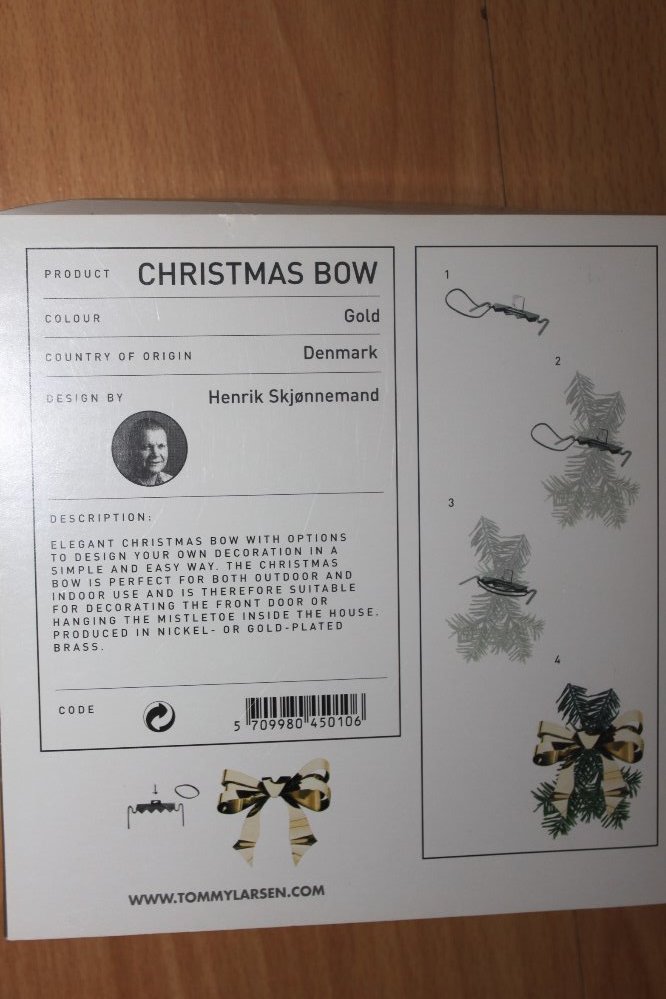 PRODUCT CHRISTMAS BOW
COLOUR Gold
COUNTRY OF ORIGIN Denmark
DESIGN BY Henrik Skjønnemand
DESCRIPTION:
ELEGANT CHRISTMAS BOW WITH OPTIONS
TO DESIGN YOUR OWN DECORATION IN A
SIMPLE AND EASY WAY. THE CHRISTMAS
BOW IS PERFECT FOR BOTH OUTDOOR AND
INDOOR USE AND IS THEREFORE SUITABLE
FOR DECORATING THE FRONT DOOR OR
HANGING THE MISTLETOE INSIDE THE HOUSE.
PRODUCED IN NICKEL- OR GOLD-PLATED
BRASS.
CODE
5 709980 450106
WWW.TOMMYLARSEN.COM
1
2
3
4